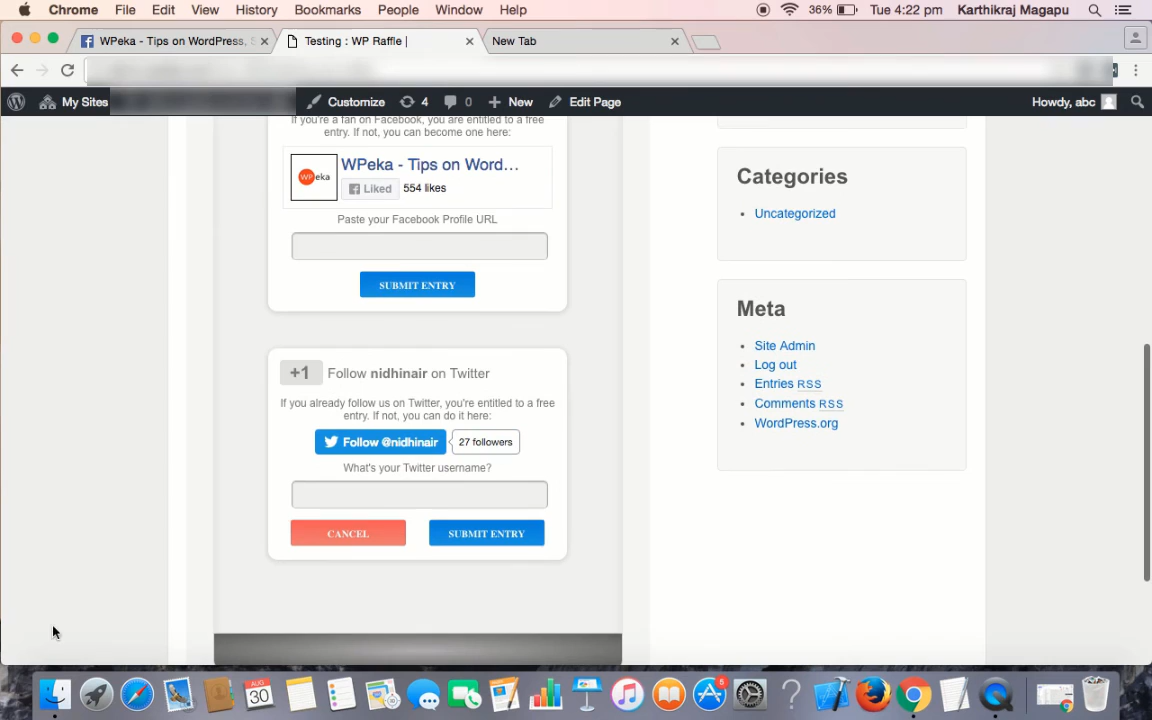 Chrome File Edit View History Bookmarks People Window Help 36% Tue 4:22 pm Karthikraj Magapu
WPeka - Tips on WordPress, S Testing : WP Raffle | New Tab
My Sites Customize 4 0 New Edit Page Howdy, abc
If you're a fan on Facebook, you are entitled to a free
entry. If not, you can become one here:
WPeka
WPeka - Tips on Word...
Liked 554 likes
Paste your Facebook Profile URL
SUBMIT ENTRY
+1 Follow nidhinair on Twitter
If you already follow us on Twitter, you're entitled to a free
entry. If not, you can do it here:
Follow @nidhinair 27 followers
What's your Twitter username?
CANCEL SUBMIT ENTRY
Categories
Uncategorized
Meta
Site Admin
Log out
Entries RSS
Comments RSS
WordPress.org
AUG
30
5